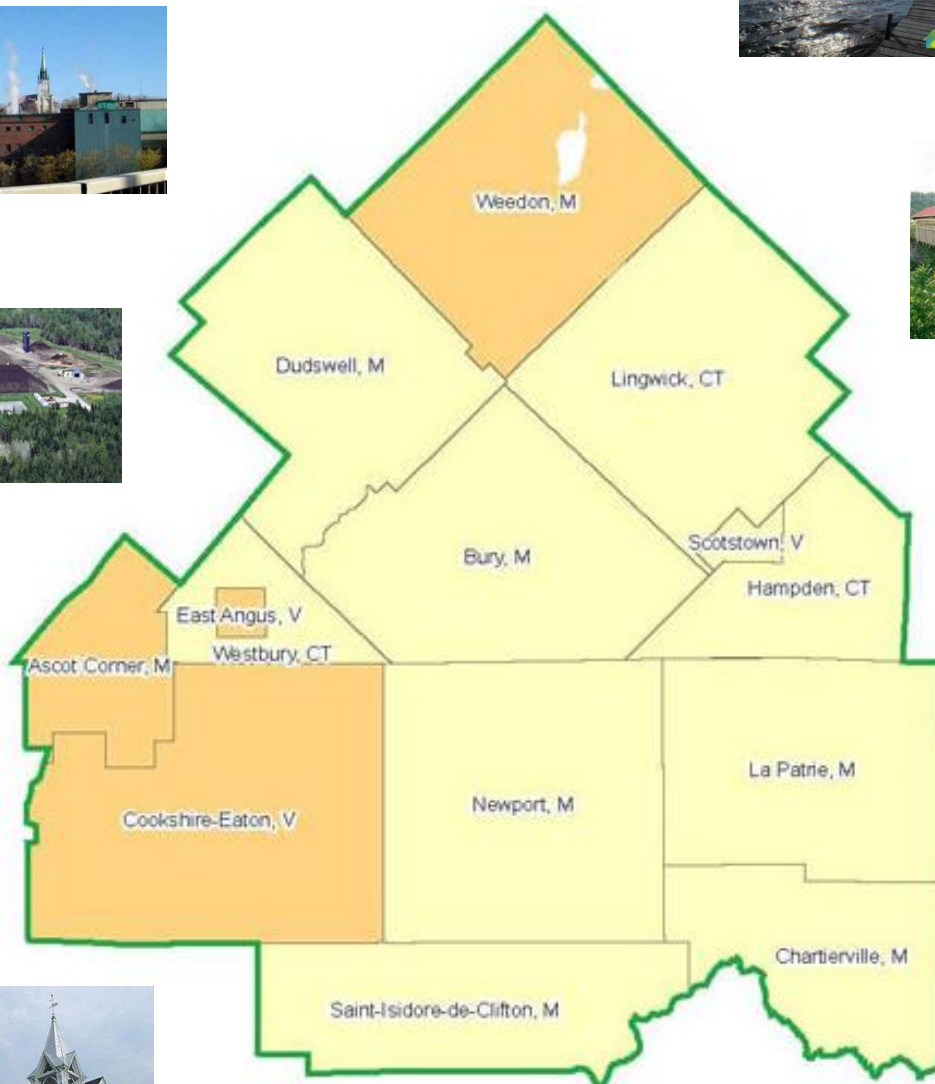 Weedon, M
Dudswell, M
Lingwick, CT
Scotstown, V
Bury, M
Hampden, CT
East Angus, V
Westbury, CT
Ascot Corner, M
La Patrie, M
Newport, M
Cookshire-Eaton, V
Chartierville, M
Saint-Isidore-de-Clifton, M